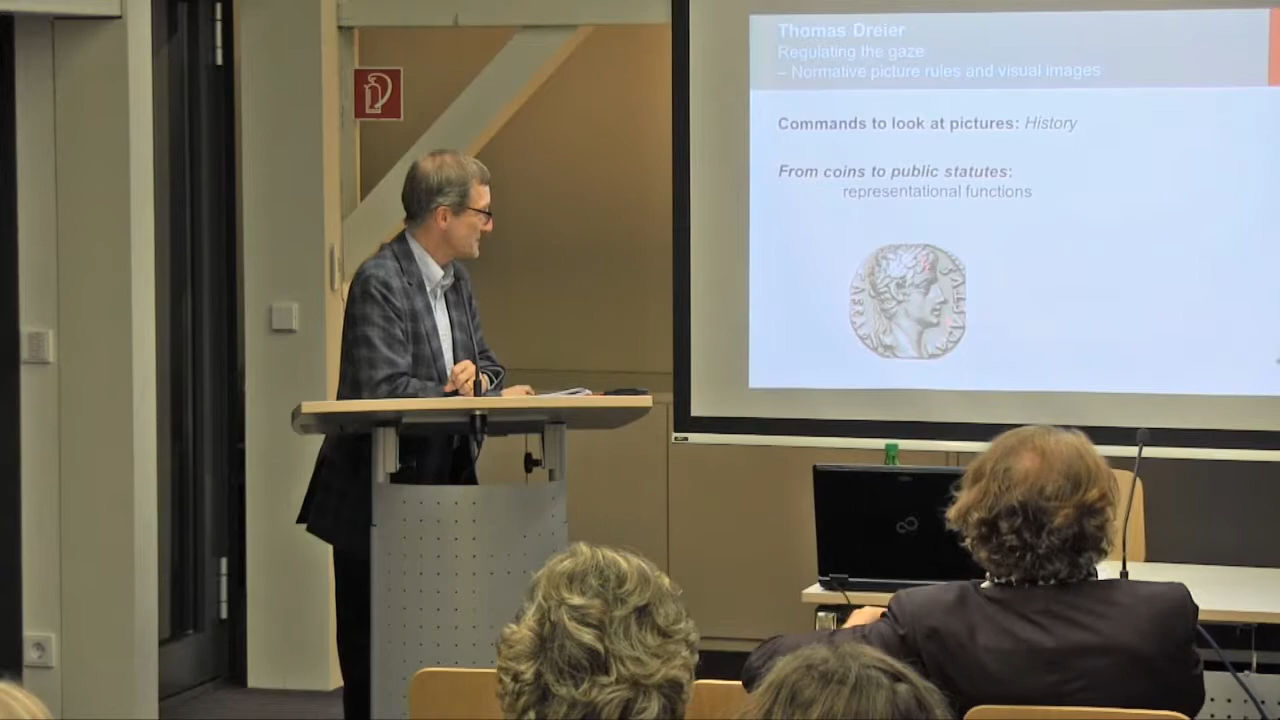 Thomas Dreier
Regulating the gaze
– Normative picture rules and visual images
Commands to look at pictures: History
From coins to public statutes:
representational functions